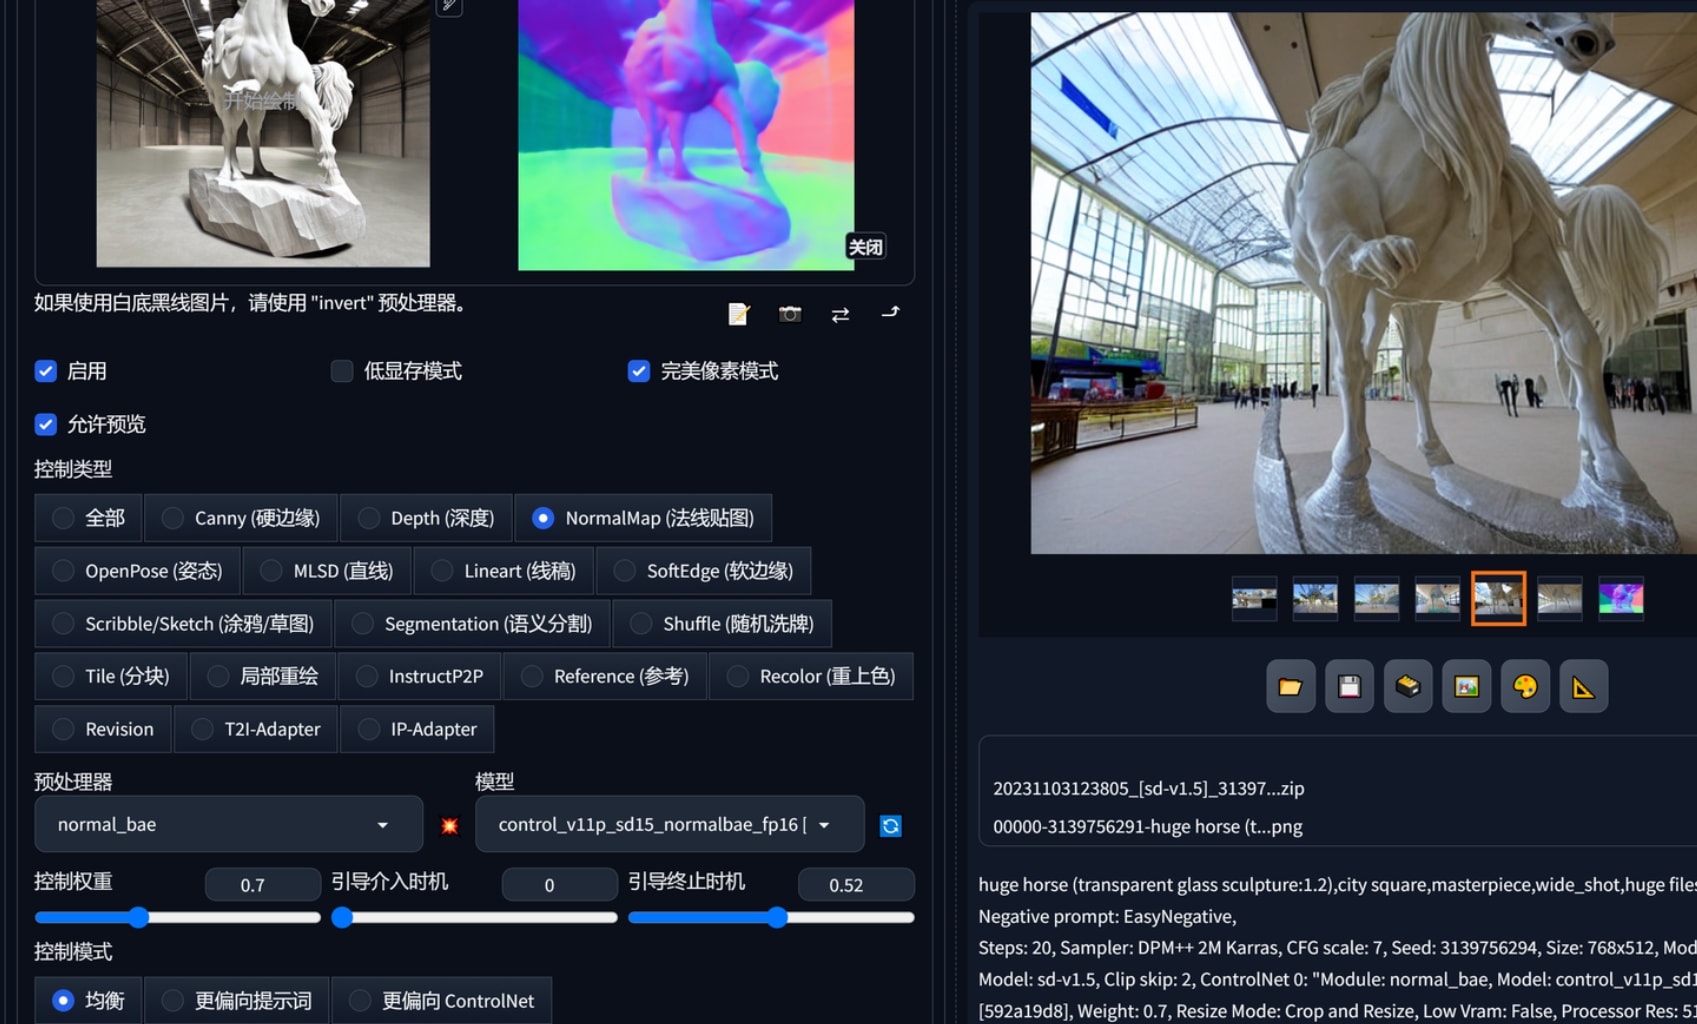 开始绘制
关闭
如果使用白底黑线图片，请使用 "invert" 预处理器。
启用
低显存模式
完美像素模式
允许预览
控制类型
全部
Canny (硬边缘)
Depth (深度)
NormalMap (法线贴图)
OpenPose (姿态)
MLSD (直线)
Lineart (线稿)
SoftEdge (软边缘)
Scribble/Sketch (涂鸦/草图)
Segmentation (语义分割)
Shuffle (随机洗牌)
Tile (分块)
局部重绘
InstructP2P
Reference (参考)
Recolor (重上色)
Revision
T2I-Adapter
IP-Adapter
预处理器
模型
normal_bae
control_v11p_sd15_normalbae_fp16 [
控制权重
0.7
引导介入时机
0
引导终止时机
0.52
控制模式
均衡
更偏向提示词
更偏向 ControlNet
20231103123805_[sd-v1.5]_31397...zip
00000-3139756291-huge horse (t...png
huge horse (transparent glass sculpture:1.2),city square,masterpiece,wide_shot,huge files
Negative prompt: EasyNegative,
Steps: 20, Sampler: DPM++ 2M Karras, CFG scale: 7, Seed: 3139756294, Size: 768x512, Mod
Model: sd-v1.5, Clip skip: 2, ControlNet 0: "Module: normal_bae, Model: control_v11p_sd1
[592a19d8], Weight: 0.7, Resize Mode: Crop and Resize, Low Vram: False, Processor Res: 51